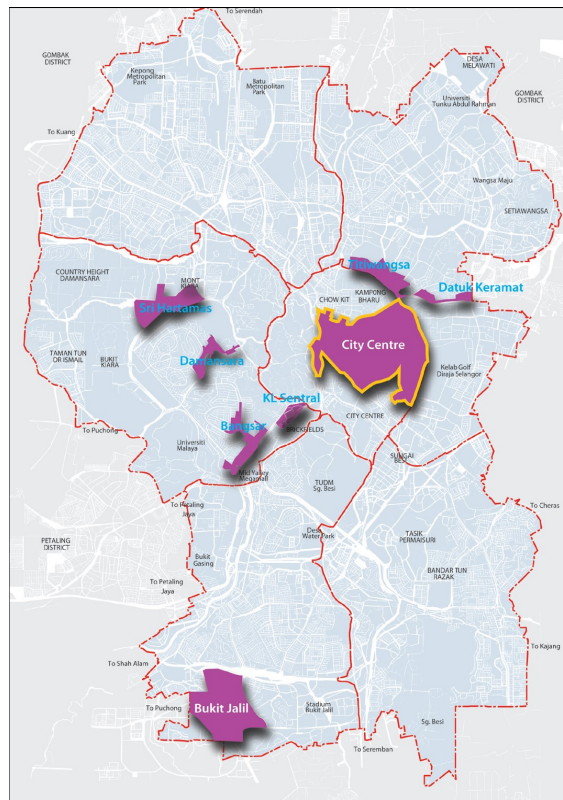 To Serendah
GOMBAK
DISTRICT
Kepong
Metropolitan
Park
Batu
Metropolitan
Park
DESA
MELAWATI
Universiti
Tunku Abdul Rahman
GOMBAK
DISTRICT
To Kuang
Wangsa Maju
SETIAWANGSA
COUNTRY HEIGHT
DAMANSARA
MONT
KIARA
Titiwangsa
KAMPONG
BHARU
Datuk Keramat
CHOW KIT
Sri Hartamas
City Centre
TAMAN TUN
DR ISMAIL
BUKIT
KIARA
Damansara
Kelab Golf
Diraja Selangor
KL Sentral
CITY CENTRE
To Puchong
Bangsar
BRICKFIELDS
Universiti
Malaya
Mid Valley
Megamall
SUNGAI
BESI
TUDM
Sg. Besi
To Petaling
Jaya
To Cheras
PETALING
DISTRICT
Desa
Water Park
TASIK
PERMAISURI
Bukit
Gasing
BANDAR TUN
RAZAK
To Petaling
Jaya
To Kajang
To Shah Alam
To Puchong
Bukit Jalil
Stadium
Bukit Jalil
Sg. Besi
To Seremban